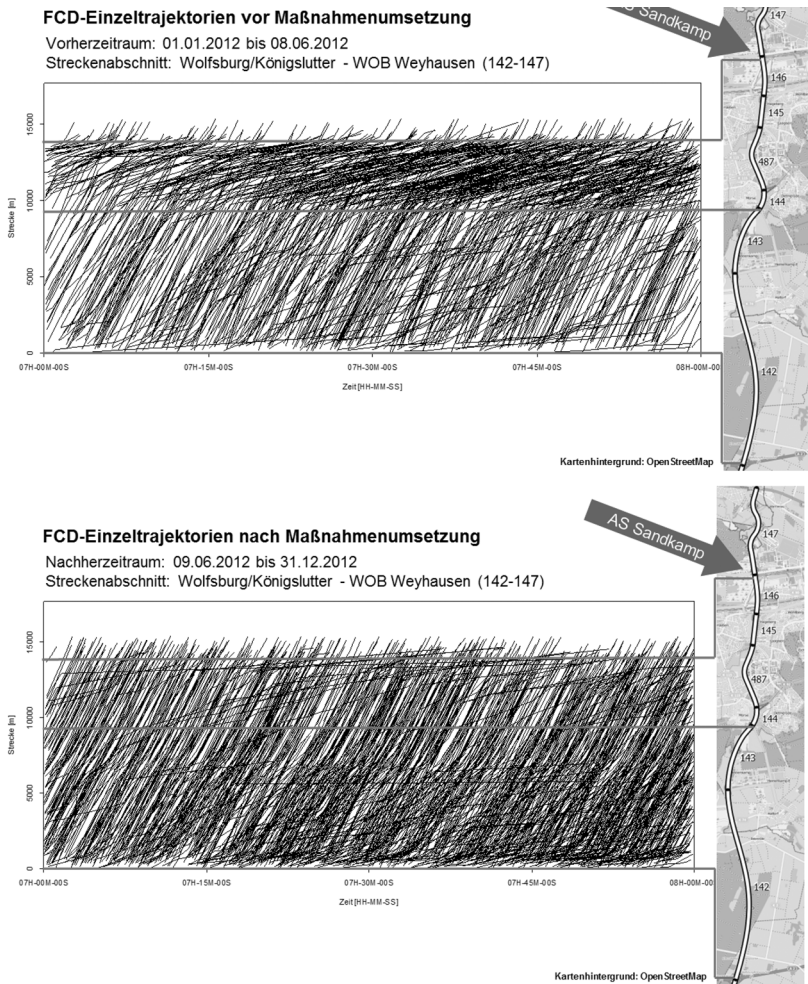 FCD-Einzeltrajektorien vor Maßnahmenumsetzung
Vorherzeitraum: 01.01.2012 bis 08.06.2012
Streckenabschnitt: Wolfsburg/Königslutter - WOB Weyhausen (142-147)
Sandkamp
147
146
145
487
144
143
142
Strecke [m]
15000
10000
5000
0
07H-00M-00S
07H-15M-00S
07H-30M-00S
07H-45M-00S
08H-00M-00
Zeit [HH-MM-SS]
Kartenhintergrund: OpenStreetMap
FCD-Einzeltrajektorien nach Maßnahmenumsetzung
Nachherzeitraum: 09.06.2012 bis 31.12.2012
Streckenabschnitt: Wolfsburg/Königslutter - WOB Weyhausen (142-147)
AS Sandkamp
147
146
145
487
144
143
142
Strecke [m]
15000
10000
5000
0
07H-00M-00S
07H-15M-00S
07H-30M-00S
07H-45M-00S
08H-00M-00
Zeit [HH-MM-SS]
Kartenhintergrund: OpenStreetMap